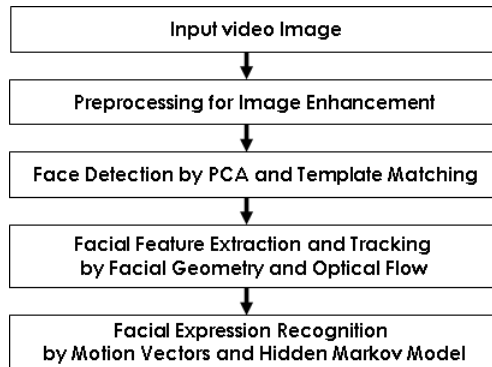 Input video Image
Preprocessing for Image Enhancement
Face Detection by PCA and Template Matching
Facial Feature Extraction and Tracking
by Facial Geometry and Optical Flow
Facial Expression Recognition
by Motion Vectors and Hidden Markov Model